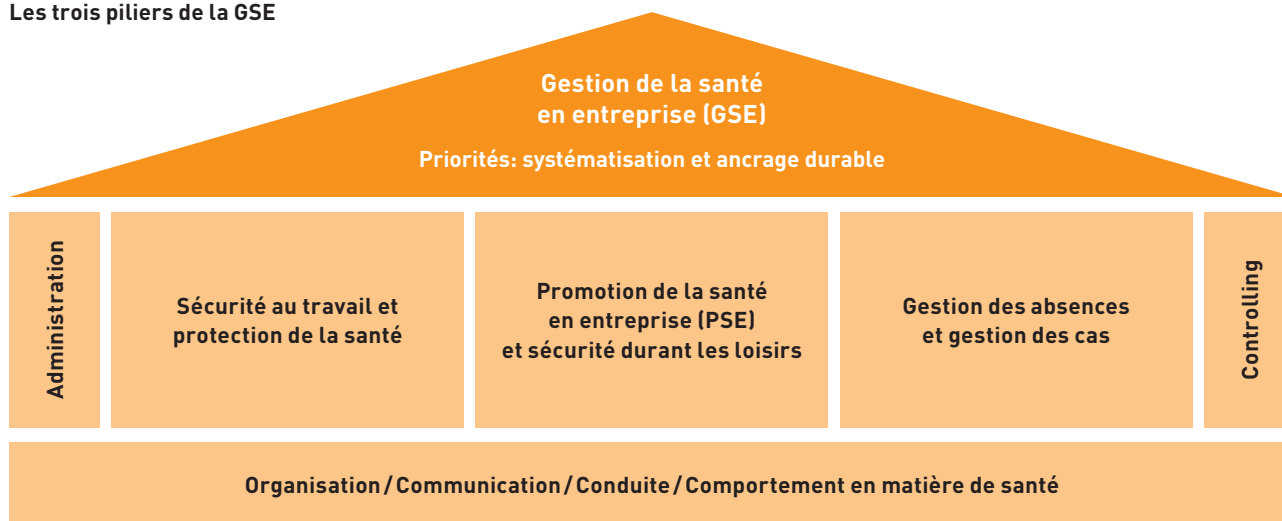 Les trois piliers de la GSE
Gestion de la santé
en entreprise (GSE)
Priorités: systématisation et ancrage durable
Administration
Sécurité au travail et
protection de la santé
Promotion de la santé
en entreprise (PSE)
et sécurité durant les loisirs
Gestion des absences
et gestion des cas
Controlling
Organisation/Communication/Conduite/Comportement en matière de santé